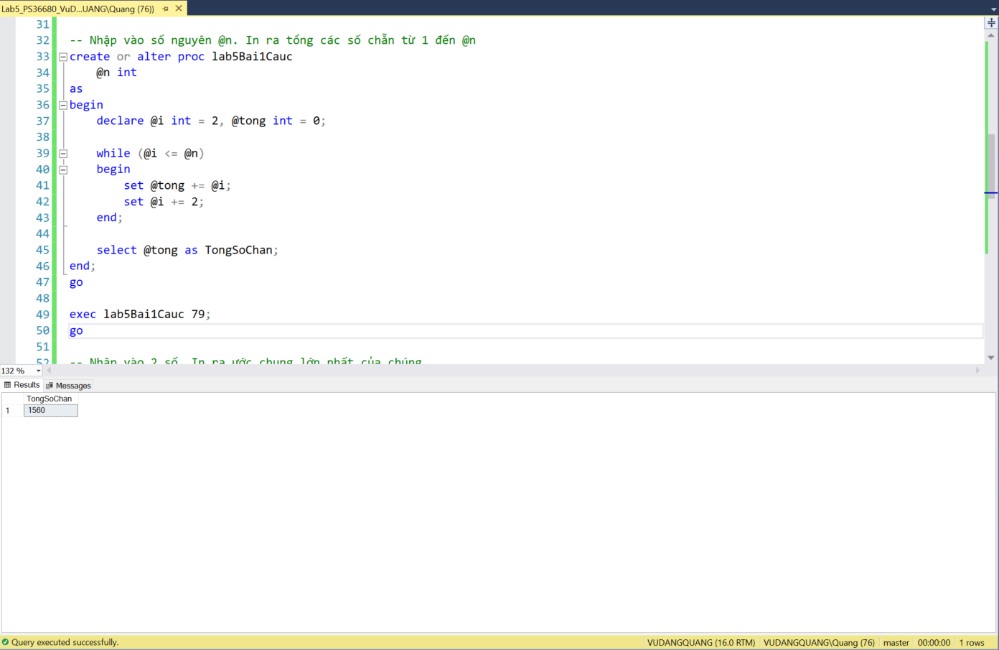 Lab5_PS36680_VuD...UANG\Quang (76))
31
32 -- Nhập vào số nguyên @n. In ra tổng các số chẵn từ 1 đến @n
33 create or alter proc lab5Bai1Cauc
34 @n int
35 as
36 begin
37 declare @i int = 2, @tong int = 0;
38
39 while (@i <= @n)
40 begin
41 set @tong += @i;
42 set @i += 2;
43 end;
44
45 select @tong as TongSoChan;
46 end;
47 go
48
49 exec lab5Bai1Cauc 79;
50 go
51
52 -- Nhập vào 2 số. In ra ước chung lớn nhất của chúng
132 %
Results Messages
TongSoChan
1 1560
Query executed successfully. VUDANGQUANG (16.0 RTM) VUDANGQUANG\Quang (76) master 00:00:00 1 rows